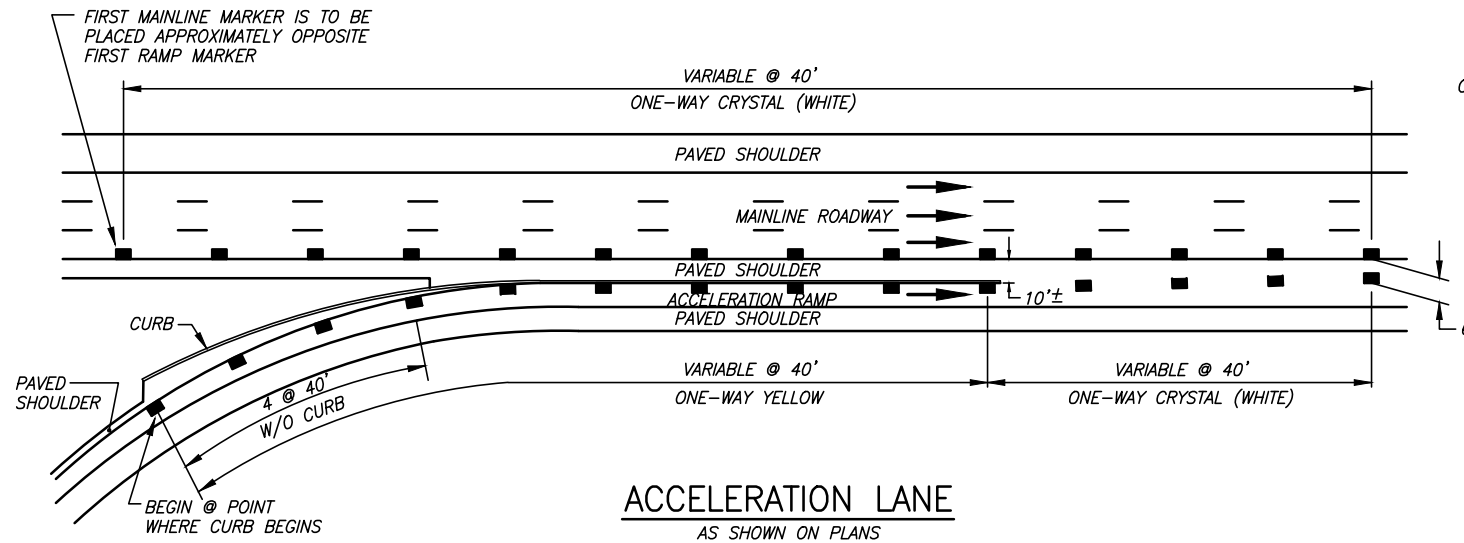 FIRST MAINLINE MARKER IS TO BE
PLACED APPROXIMATELY OPPOSITE
FIRST RAMP MARKER
VARIABLE @ 40'
ONE-WAY CRYSTAL (WHITE)
PAVED SHOULDER
MAINLINE ROADWAY
PAVED SHOULDER
10'±
ACCELERATION RAMP
PAVED SHOULDER
CURB
PAVED
SHOULDER
4 @ 40'
W/O CURB
VARIABLE @ 40'
ONE-WAY YELLOW
VARIABLE @ 40'
ONE-WAY CRYSTAL (WHITE)
BEGIN @ POINT
WHERE CURB BEGINS
ACCELERATION LANE
AS SHOWN ON PLANS